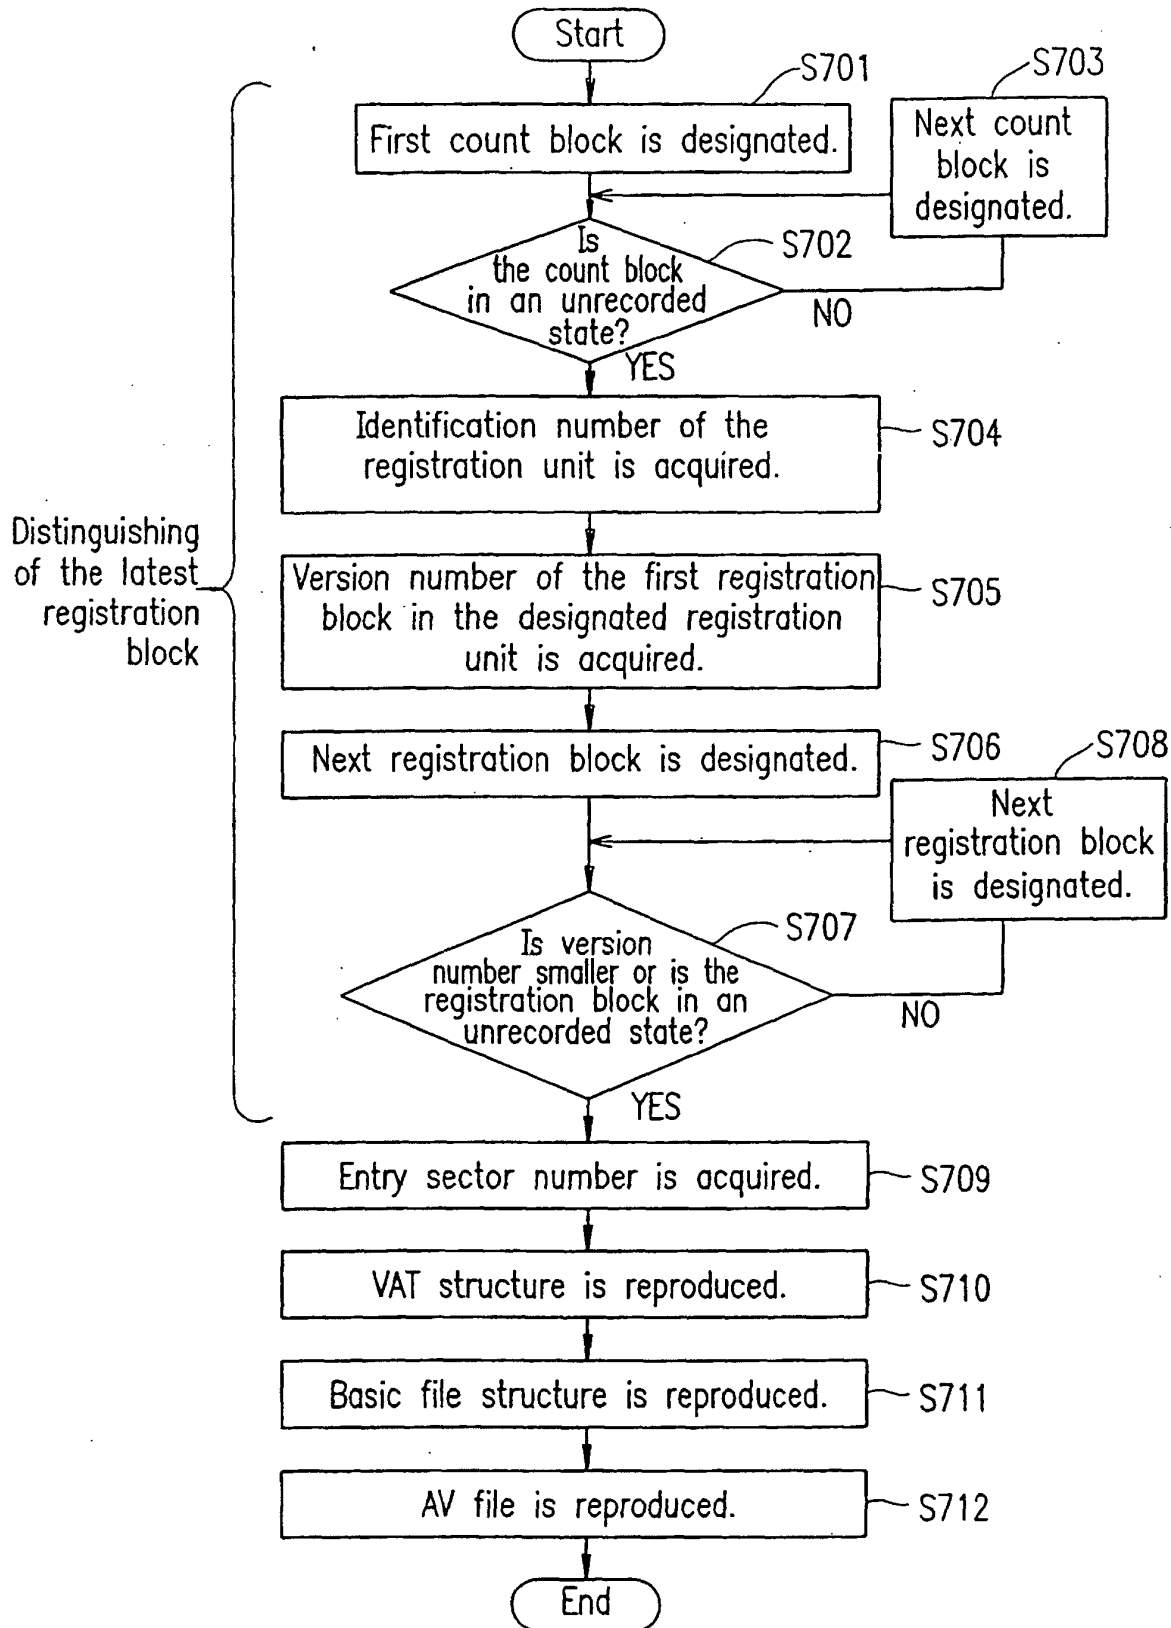 Start
S701
First count block is designated.
S703
Next count
block is
designated.
S702
Is
the count block
in an unrecorded
state?
NO
YES
Identification number of the
registration unit is acquired.
S704
Distinguishing
of the latest
registration
block
Version number of the first registration
block in the designated registration
unit is acquired.
S705
Next registration block is designated.
S706
S708
Next
registration block
is designated.
S707
Is version
number smaller or is the
registration block in an
unrecorded state?
NO
YES
Entry sector number is acquired.
S709
VAT structure is reproduced.
S710
Basic file structure is reproduced.
S711
AV file is reproduced.
S712
End